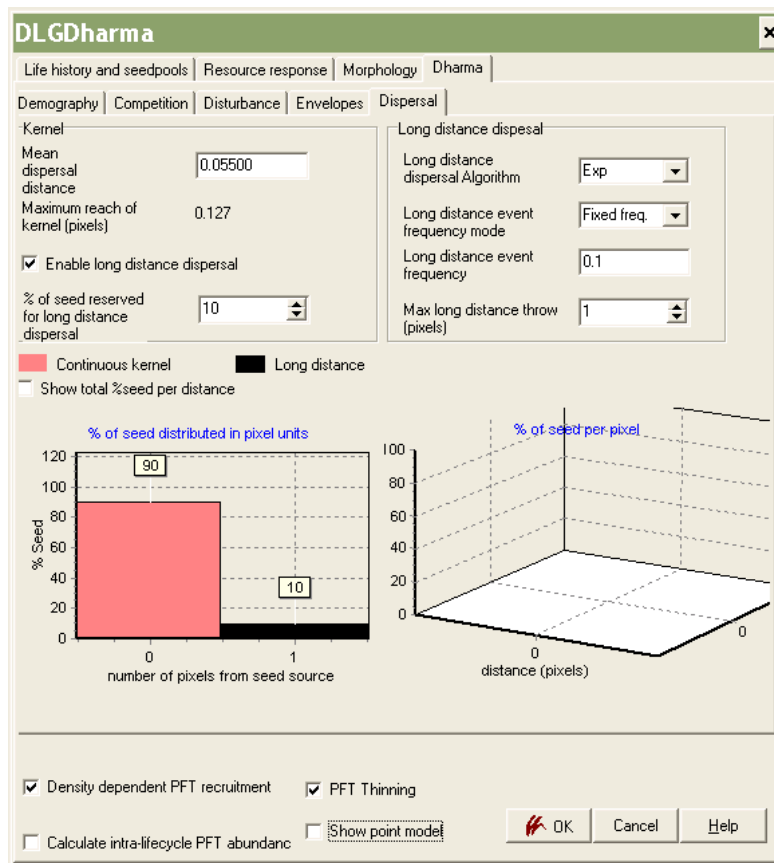 DLGDharma
Life history and seedpools Resource response Morphology Dharma
Demography Competition Disturbance Envelopes Dispersal
Kernel
Mean
dispersal
distance
0.05500
Maximum reach of
kernel (pixels)
0.127
Enable long distance dispersal
% of seed reserved
for long distance
dispersal
10
Long distance dispesal
Long distance
dispersal Algorithm
Exp
Long distance event
frequency mode
Fixed freq.
Long distance event
frequency
0.1
Max long distance throw
(pixels)
1
Continuous kernel Long distance
Show total %seed per distance
% of seed distributed in pixel units
120
100
80
60
40
20
0
% Seed
90
10
0 1
number of pixels from seed source
% of seed per pixel
100
80
60
40
20
0
0
0
distance (pixels)
Density dependent PFT recruitment
PFT Thinning
Calculate intra-lifecycle PFT abundanc
Show point model
OK Cancel Help